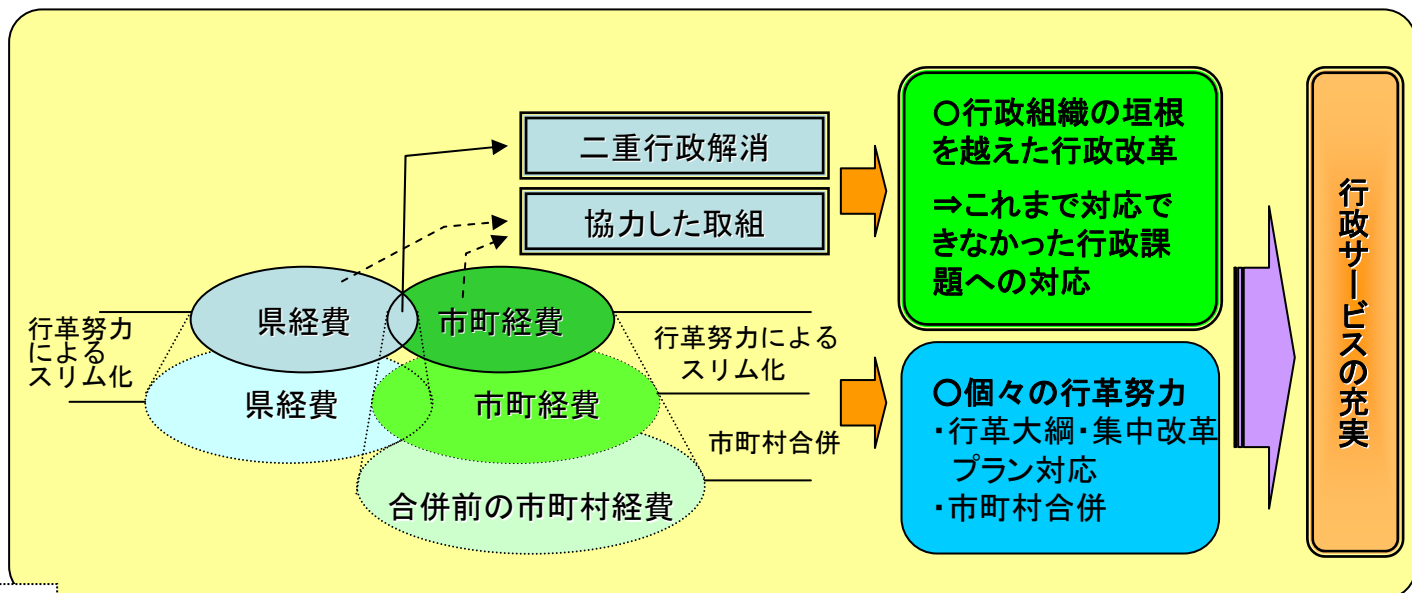 二重行政解消
協力した取組
県経費
市町経費
行革努力
による
スリム化
県経費
市町経費
合併前の市町村経費
行革努力による
スリム化
市町村合併
○行政組織の垣根
を越えた行政改革
⇒これまで対応で
きなかった行政課
題への対応
○個々の行革努力
・行革大綱・集中改革
プラン対応
・市町村合併
行政サービスの充実